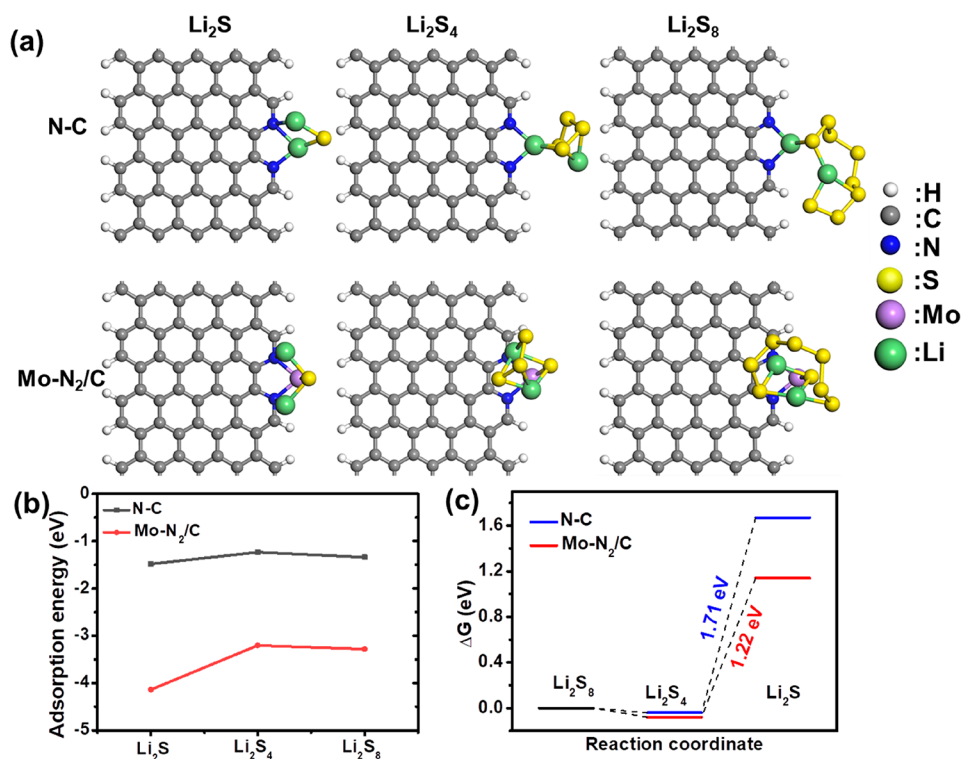 (a)
Li₂S
Li₂S₄
Li₂S₈
N-C
Mo-N₂/C
:H
:C
:N
:S
:Mo
:Li
(b)
Adsorption energy (eV)
N-C
Mo-N₂/C
-1
-2
-3
-4
-5
Li₂S
Li₂S₄
Li₂S₈
(c)
ΔG (eV)
N-C
Mo-N₂/C
1.6
1.2
0.8
0.4
0.0
1.71 eV
1.22 eV
Li₂S₈
Li₂S₄
Li₂S
Reaction coordinate